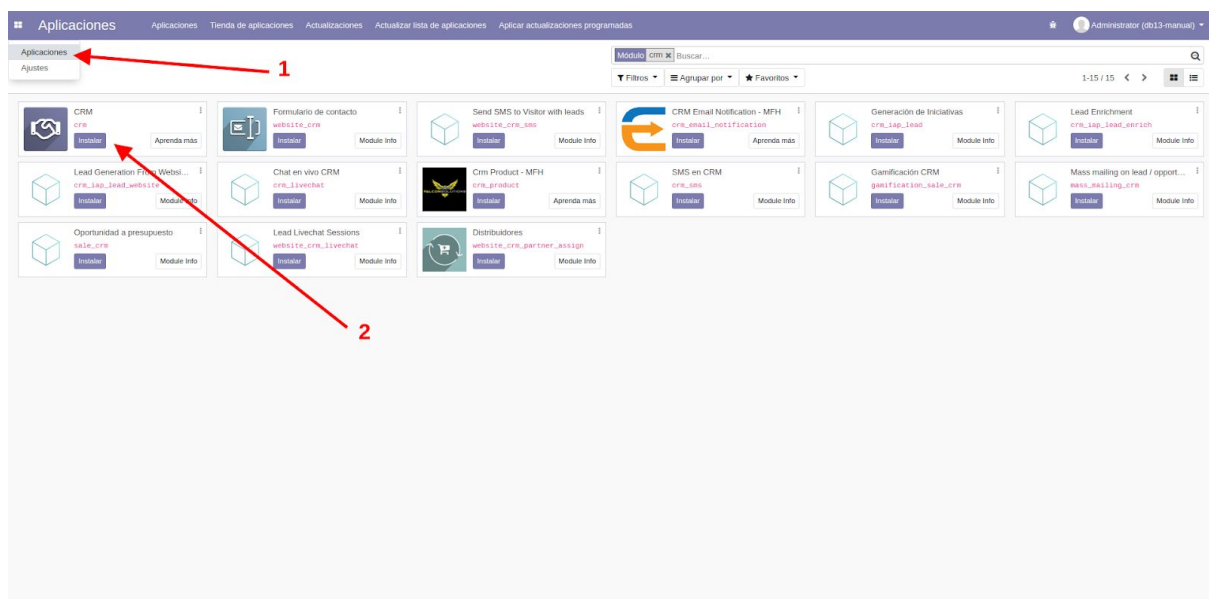 Aplicaciones Aplicaciones Tienda de aplicaciones Actualizaciones Actualizar lista de aplicaciones Aplicar actualizaciones programadas Administrator (db13-manual)
Aplicaciones
Ajustes
1
Módulo crm Buscar...
Filtros Agrupar por Favoritos 1-15 / 15
CRM
crm
Instalar Aprenda más
Formulario de contacto
website_crm
Instalar Module Info
Send SMS to Visitor with leads
website_crm_sms
Instalar Module Info
CRM Email Notification - MFH
crm_email_notification
Instalar Aprenda más
Generación de Iniciativas
crm_iap_lead
Instalar Module Info
Lead Enrichment
crm_iap_lead_enrich
Instalar Module Info
Lead Generation From Websi...
crm_iap_lead_website
Instalar Module Info
Chat en vivo CRM
crm_livechat
Instalar Module Info
Crm Product - MFH
crm_product
Instalar Aprenda más
SMS en CRM
crm_sms
Instalar Module Info
Gamificación CRM
gamification_sale_crm
Instalar Module Info
Mass mailing on lead / opport...
mass_mailing_crm
Instalar Module Info
Oportunidad a presupuesto
sale_crm
Instalar Module Info
Lead Livechat Sessions
website_crm_livechat
Instalar Module Info
Distribuidores
website_crm_partner_assign
Instalar Module Info
2